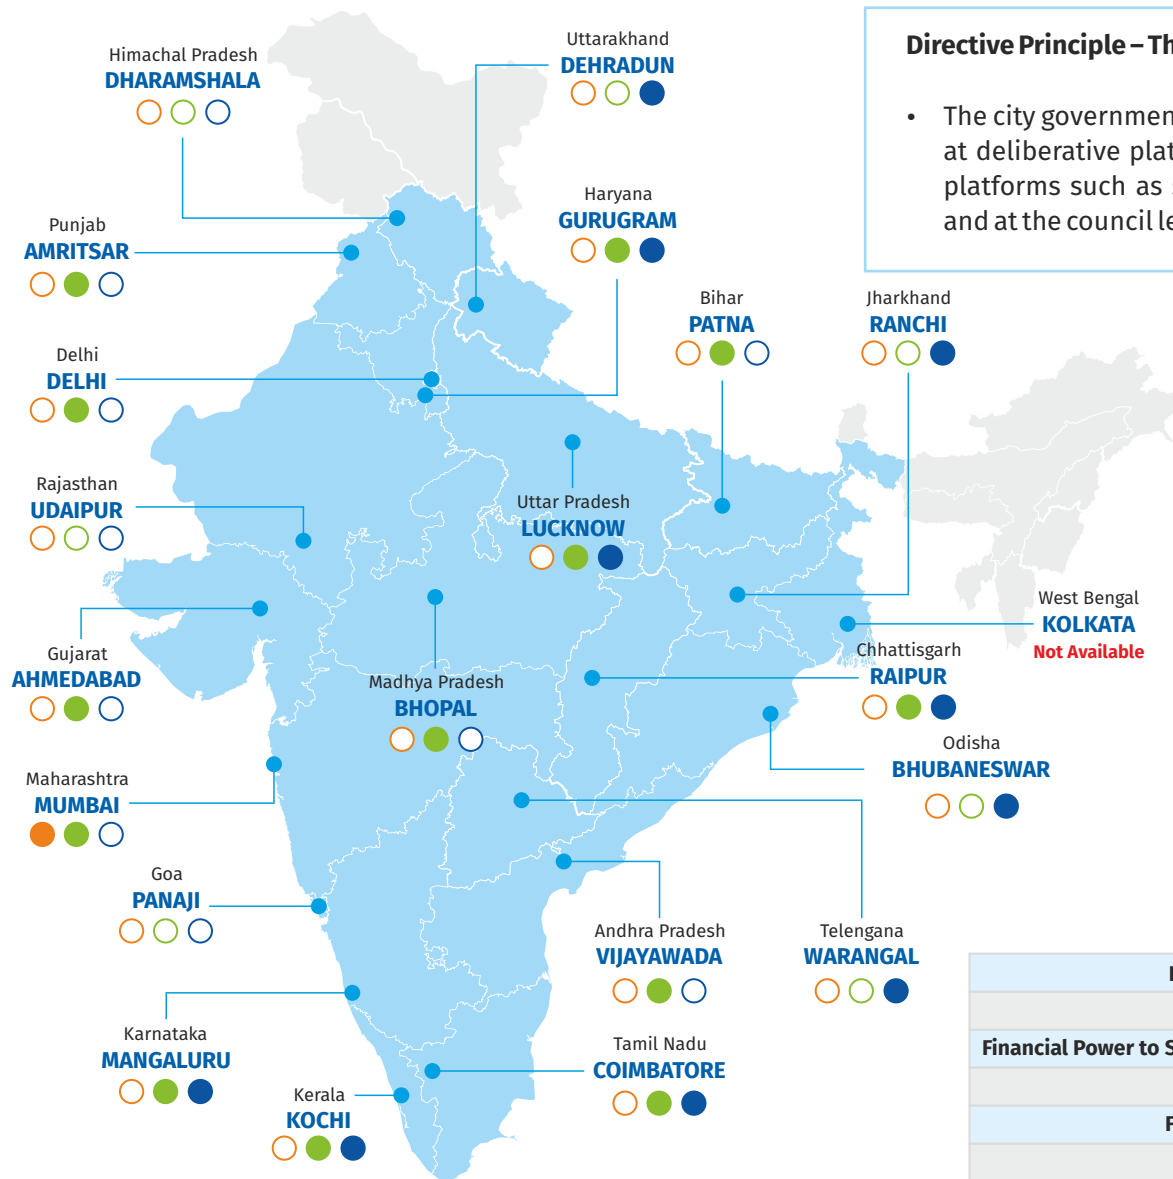 Himachal Pradesh
DHARAMSHALA
Uttarakhand
DEHRADUN
Directive Principle – Th
• The city governmen
at deliberative plat
platforms such as s
and at the council le
Punjab
AMRITSAR
Haryana
GURUGRAM
Bihar
PATNA
Jharkhand
RANCHI
Delhi
DELHI
Rajasthan
UDAIPUR
Uttar Pradesh
LUCKNOW
West Bengal
KOLKATA
Not Available
Gujarat
AHMEDABAD
Madhya Pradesh
BHOPAL
Chhattisgarh
RAIPUR
Odisha
BHUBANESWAR
Maharashtra
MUMBAI
Goa
PANAJI
Andhra Pradesh
VIJAYAWADA
Telengana
WARANGAL
Karnataka
MANGALURU
Tamil Nadu
COIMBATORE
Kerala
KOCHI
Financial Power to S
F